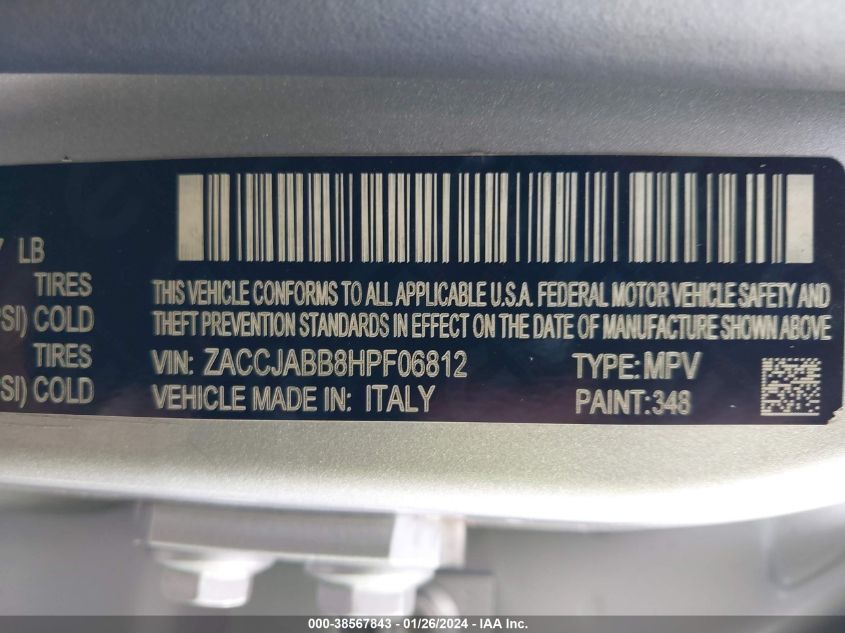 LB
TIRES
THIS VEHICLE CONFORMS TO ALL APPLICABLE U.S.A. FEDERAL MOTOR VEHICLE SAFETY AND
PSI) COLD
THEFT PREVENTION STANDARDS IN EFFECT ON THE DATE OF MANUFACTURE SHOWN ABOVE
TIRES
VIN: ZACCJABB8HPF06812 TYPE: MPV
PSI) COLD
VEHICLE MADE IN: ITALY PAINT:348
000-38567843 - 01/26/2024 - IAA Inc.